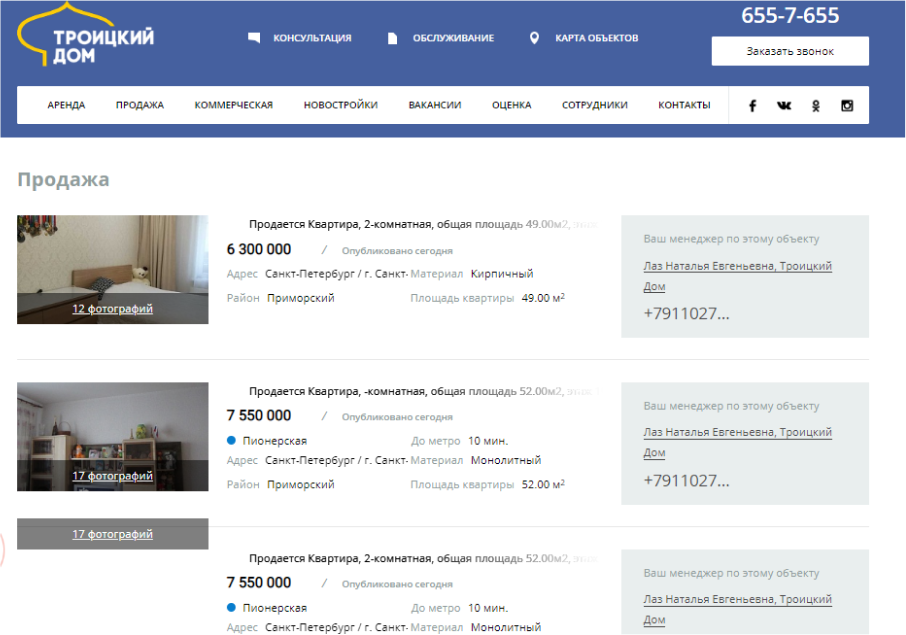 ТРОИЦКИЙ
ДОМ
КОНСУЛЬТАЦИЯ
ОБСЛУЖИВАНИЕ
КАРТА ОБЪЕКТОВ
655-7-655
Заказать звонок
АРЕНДА
ПРОДАЖА
КОММЕРЧЕСКАЯ
НОВОСТРОЙКИ
ВАКАНСИИ
ОЦЕНКА
СОТРУДНИКИ
КОНТАКТЫ
Продажа
12 фотографий
Продается Квартира, 2-комнатная, общая площадь 49.00м2,
6 300 000 / Опубликовано сегодня
Адрес Санкт-Петербург / г. Санкт- Материал Кирпичный
Район Приморский Площадь квартиры 49.00 м²
Ваш менеджер по этому объекту
Лаз Наталья Евгеньевна, Троицкий
Дом
+7911027...
17 фотографий
Продается Квартира, -комнатная, общая площадь 52.00м2,
7 550 000 / Опубликовано сегодня
Пионерская До метро 10 мин.
Адрес Санкт-Петербург / г. Санкт- Материал Монолитный
Район Приморский Площадь квартиры 52.00 м²
Ваш менеджер по этому объекту
Лаз Наталья Евгеньевна, Троицкий
Дом
+7911027...
17 фотографий
Продается Квартира, 2-комнатная, общая площадь 52.00м2,
7 550 000 / Опубликовано сегодня
Пионерская До метро 10 мин.
Адрес Санкт-Петербург / г. Санкт- Материал Монолитный
Ваш менеджер по этому объекту
Лаз Наталья Евгеньевна, Троицкий
Дом